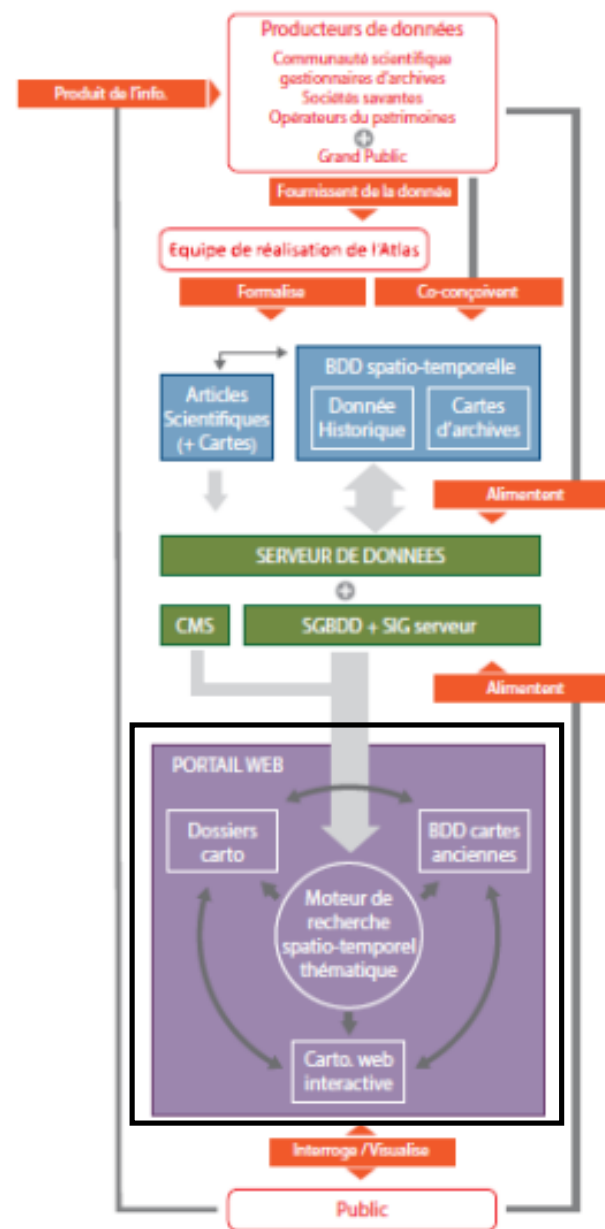 Producteurs de données
Communauté scientifique
gestionnaires d'archives
Sociétés savantes
Opérateurs du patrimoines
Grand Public
Produit de l'info.
Fournissent de la donnée
Equipe de réalisation de l'Atlas
Formalise
Co-conçoivent
Articles
Scientifiques
(+ Cartes)
BDD spatio-temporelle
Donnée
Historique
Cartes
d'archives
Alimentent
SERVEUR DE DONNEES
CMS
SGBDD + SIG serveur
Alimentent
PORTAIL WEB
Dossiers
carto
BDD cartes
anciennes
Moteur de
recherche
spatio-temporel
thématique
Carto. web
interactive
Interroge / Visualise
Public